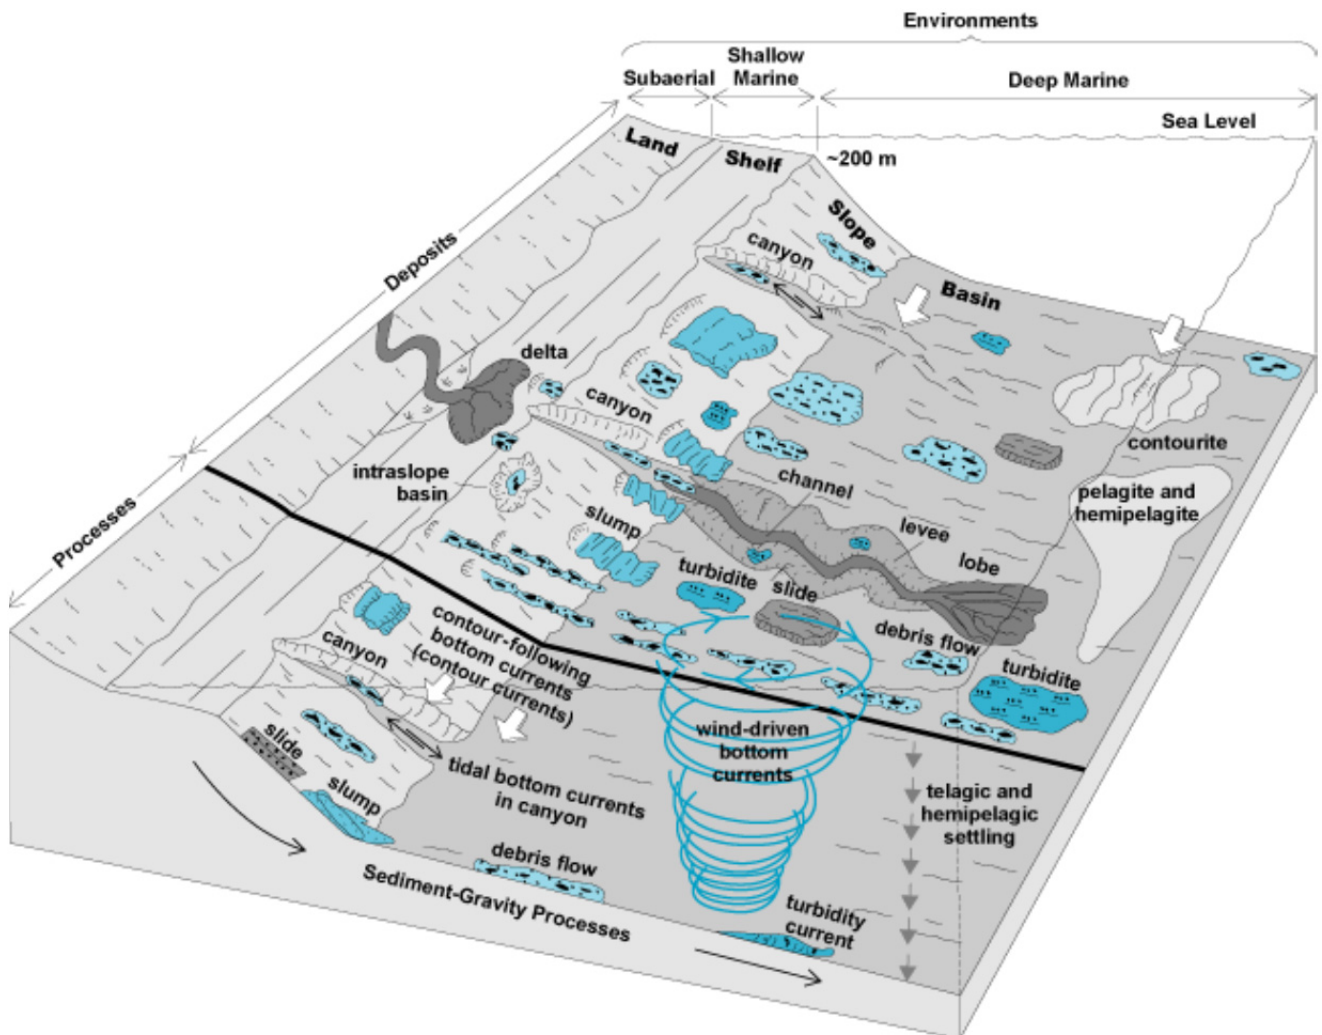 Environments
Subaerial
Shallow
Marine
Deep Marine
Sea Level
Land
Shelf
~200 m
Slope
canyon
Basin
Deposits
delta
canyon
contourite
intraslope
basin
channel
pelagite and
hemipelagite
levee
slump
lobe
Processes
turbidite
slide
debris flow
turbidite
canyon
contour-following
bottom currents
(contour currents)
wind-driven
bottom
currents
slide
tidal bottom currents
in canyon
telagic and
hemipelagic
settling
slump
debris flow
Sediment-Gravity Processes
turbidity
current